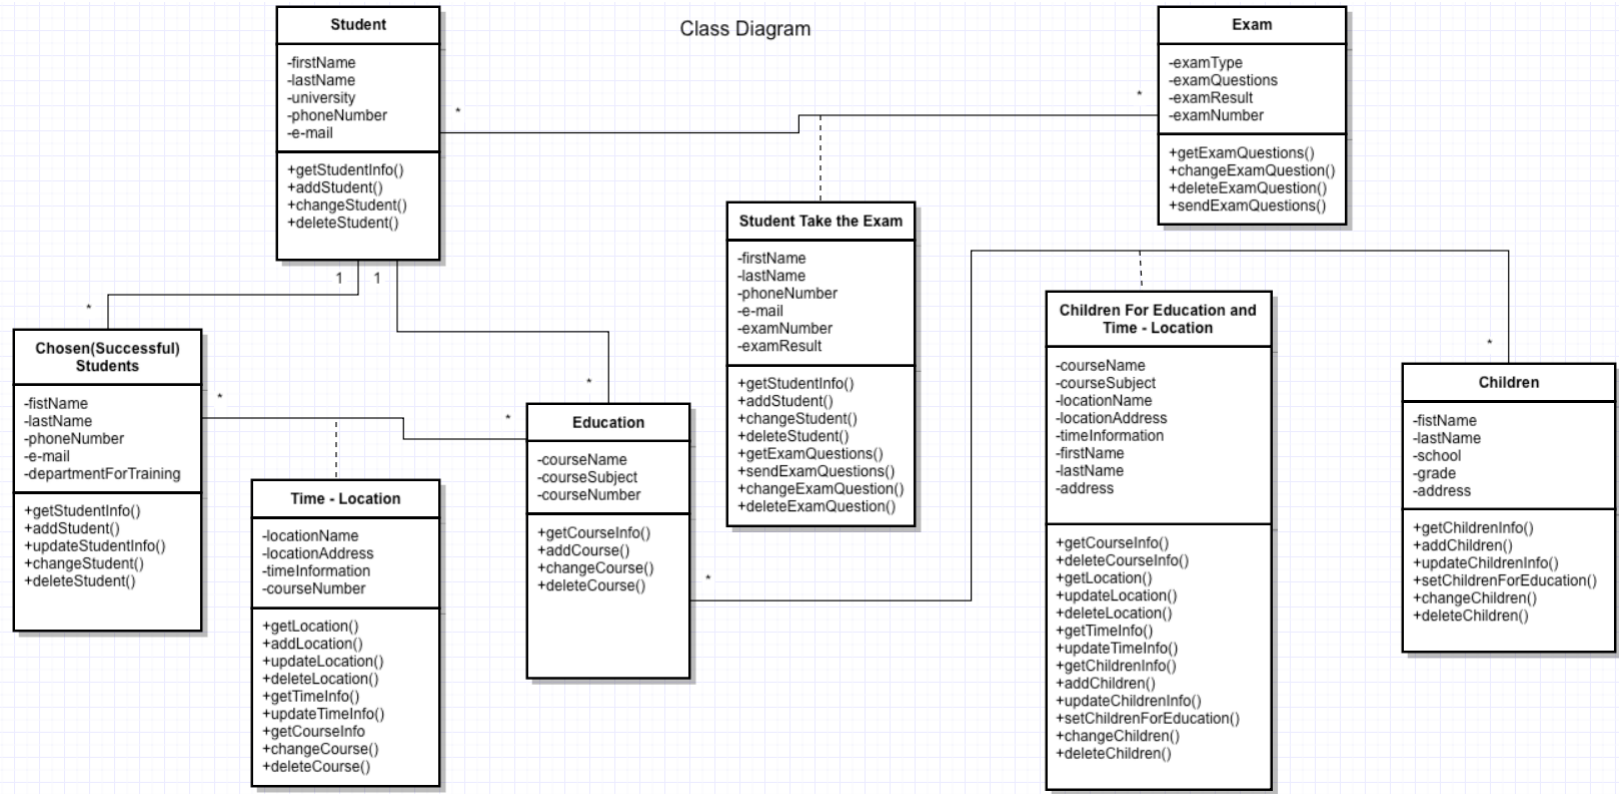 Class Diagram
Student
-firstName
-lastName
-university
-phoneNumber
-e-mail
+getStudentInfo()
+addStudent()
+changeStudent()
+deleteStudent()
*
*
Exam
-examType
-examQuestions
-examResult
-examNumber
+getExamQuestions()
+changeExamQuestion()
+deleteExamQuestion()
+sendExamQuestions()
1
1
*
*
Student Take the Exam
-firstName
-lastName
-phoneNumber
-e-mail
-examNumber
-examResult
+getStudentInfo()
+addStudent()
+changeStudent()
+deleteStudent()
+getExamQuestions()
+sendExamQuestions()
+changeExamQuestion()
+deleteExamQuestion()
Chosen(Successful)
Students
-fistName
-lastName
-phoneNumber
-e-mail
-departmentForTraining
+getStudentInfo()
+addStudent()
+updateStudentInfo()
+changeStudent()
+deleteStudent()
*
*
Time - Location
-locationName
-locationAddress
-timeInformation
-courseNumber
+getLocation()
+addLocation()
+updateLocation()
+deleteLocation()
+getTimeInfo()
+updateTimeInfo()
+getCourseInfo
+changeCourse()
+deleteCourse()
Education
-courseName
-courseSubject
-courseNumber
+getCourseInfo()
+addCourse()
+changeCourse()
+deleteCourse()
*
*
Children For Education and
Time - Location
-courseName
-courseSubject
-locationName
-locationAddress
-timeInformation
-firstName
-lastName
-address
+getCourseInfo()
+deleteCourseInfo()
+getLocation()
+updateLocation()
+deleteLocation()
+getTimeInfo()
+updateTimeInfo()
+getChildrenInfo()
+addChildren()
+updateChildrenInfo()
+setChildrenForEducation()
+changeChildren()
+deleteChildren()
Children
-fistName
-lastName
-school
-grade
-address
+getChildrenInfo()
+addChildren()
+updateChildrenInfo()
+setChildrenForEducation()
+changeChildren()
+deleteChildren()